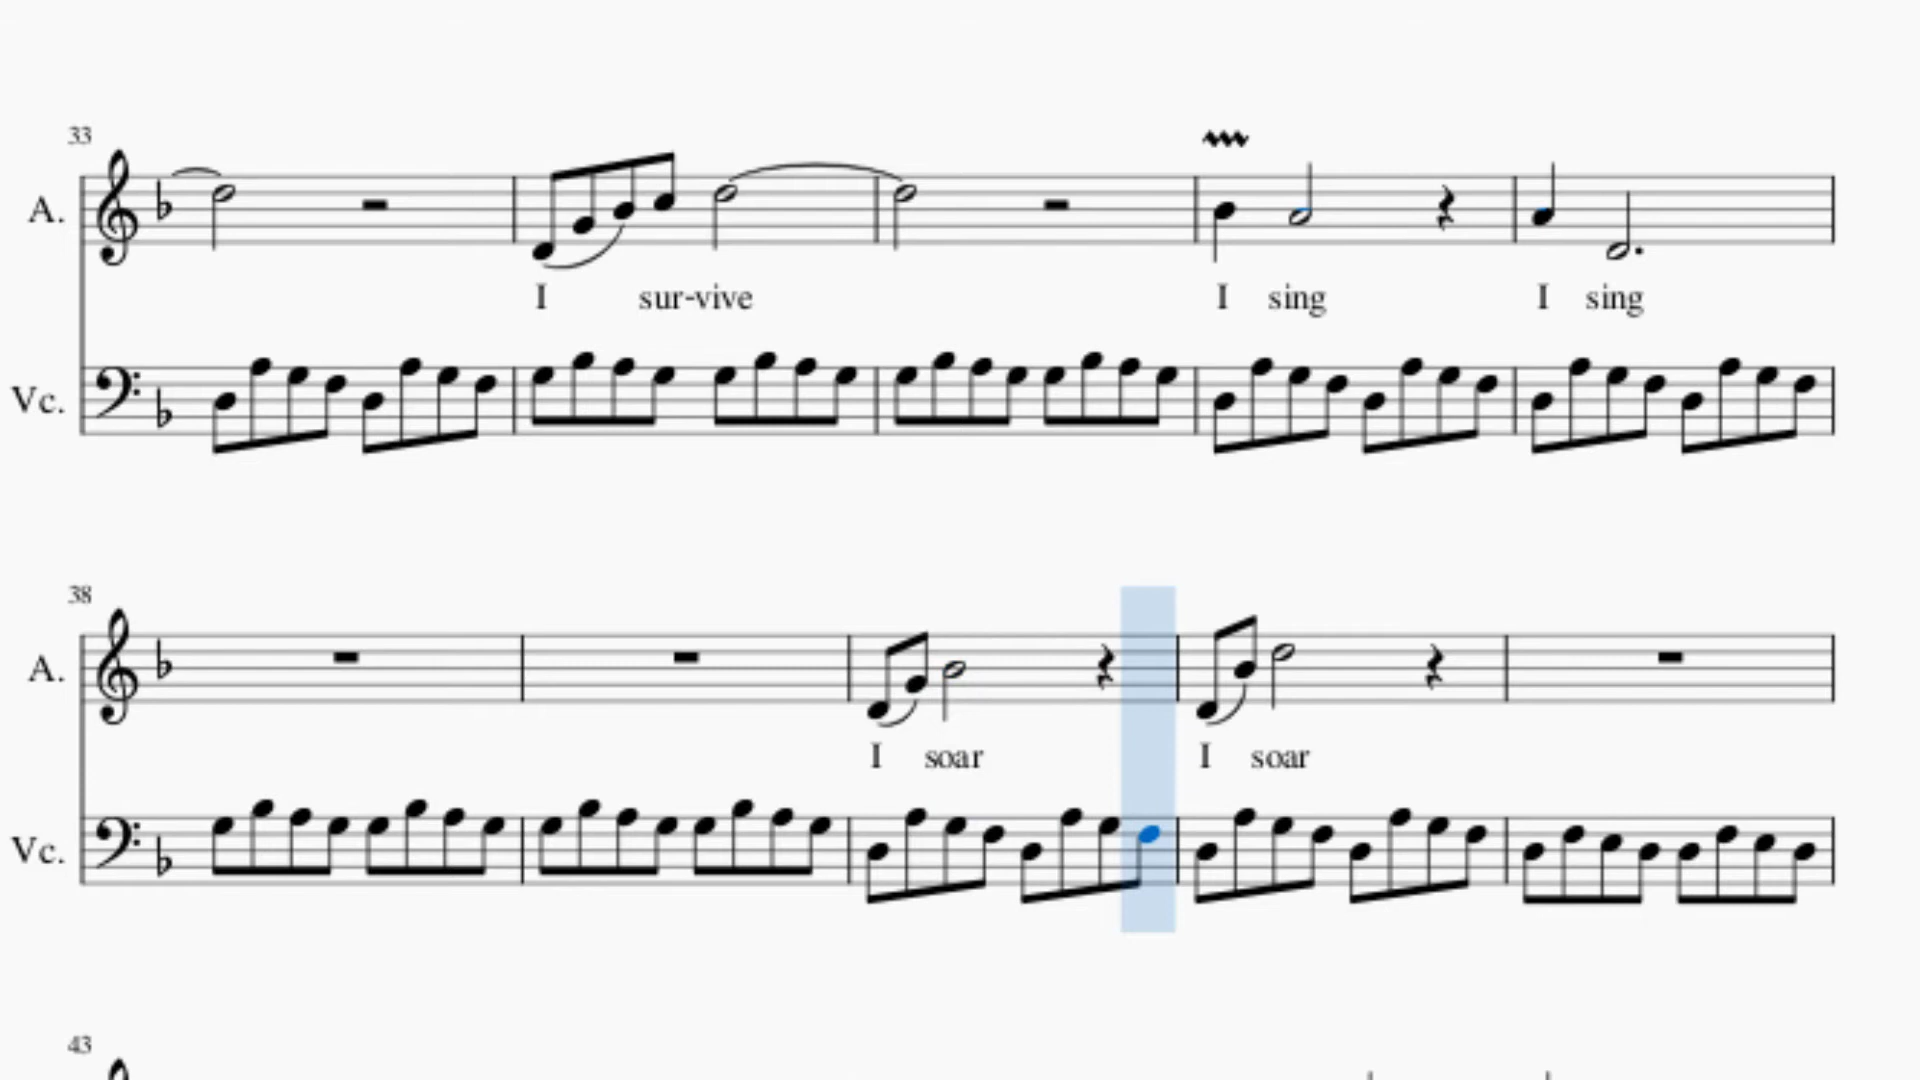 33
A.
I sur-vive I sing I sing
Vc.
38
A.
I soar I soar
Vc.
43